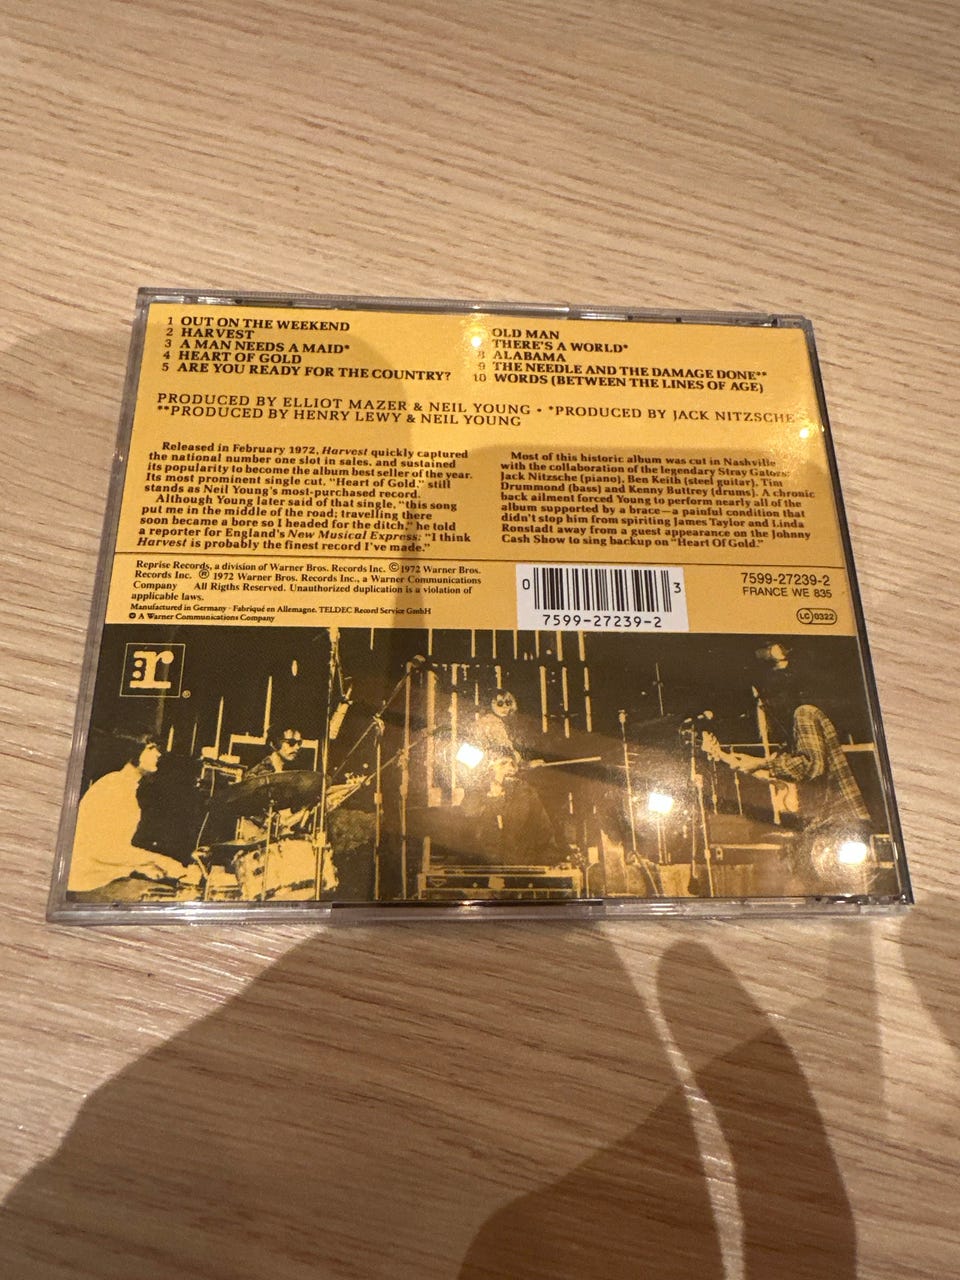 1 OUT ON THE WEEKEND
2 HARVEST
3 A MAN NEEDS A MAID*
4 HEART OF GOLD
5 ARE YOU READY FOR THE COUNTRY?
OLD MAN
THERE'S A WORLD*
8 ALABAMA
9 THE NEEDLE AND THE DAMAGE DONE**
10 WORDS (BETWEEN THE LINES OF AGE)
PRODUCED BY ELLIOT MAZER & NEIL YOUNG • *PRODUCED BY JACK NITZSCHE
**PRODUCED BY HENRY LEWY & NEIL YOUNG
Released in February 1972, Harvest quickly captured
the national number one slot in sales, and sustained
its popularity to become the album best seller of the year.
Its most prominent single cut, "Heart of Gold," still
stands as Neil Young's most-purchased record.
Although Young later said of that single, "this song
put me in the middle of the road; travelling there
soon became a bore so I headed for the ditch," he told
a reporter for England's New Musical Express: "I think
Harvest is probably the finest record I've made."
Most of this historic album was cut in Nashville
with the collaboration of the legendary Stray Gators:
Jack Nitzsche (piano), Ben Keith (steel guitar), Tim
Drummond (bass) and Kenny Buttrey (drums). A chronic
back ailment forced Young to perform nearly all of the
album supported by a brace—a painful condition that
didn't stop him from spiriting James Taylor and Linda
Ronstadt away from a guest appearance on the Johnny
Cash Show to sing backup on "Heart Of Gold."
Reprise Records, a division of Warner Bros. Records Inc. © 1972 Warner Bros.
Records Inc. ℗ 1972 Warner Bros. Records Inc., a Warner Communications
Company All Rigths Reserved. Unauthorized duplication is a violation of
applicable laws.
Manufactured in Germany · Fabriqué en Allemagne. TELDEC Record Service GmbH
A Warner Communications Company
0 3
7599-27239-2
7599-27239-2
FRANCE WE 835
LC 0322
:r ®